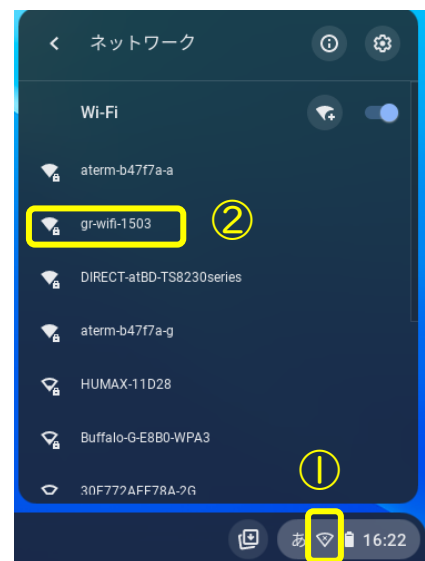 ネットワーク
Wi-Fi
aterm-b47f7a-a
gr-wifi-1503
②
DIRECT-atBD-TS8230series
aterm-b47f7a-g
HUMAX-11D28
Buffalo-G-E8B0-WPA3
30F772AFF78A-2G
①
あ 16:22